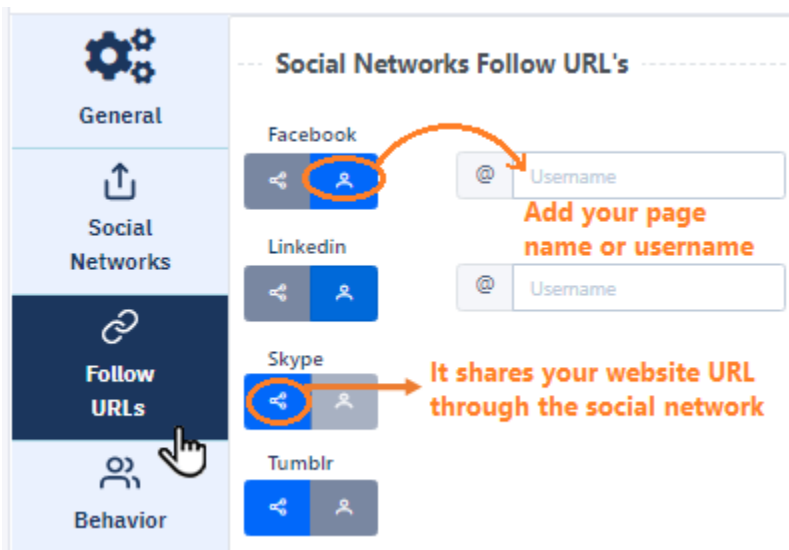 General
Social
Networks
Follow
URLs
Behavior
Social Networks Follow URL's
Facebook
@ Username
Add your page
name or username
Linkedin
@ Username
Skype
It shares your website URL
through the social network
Tumblr